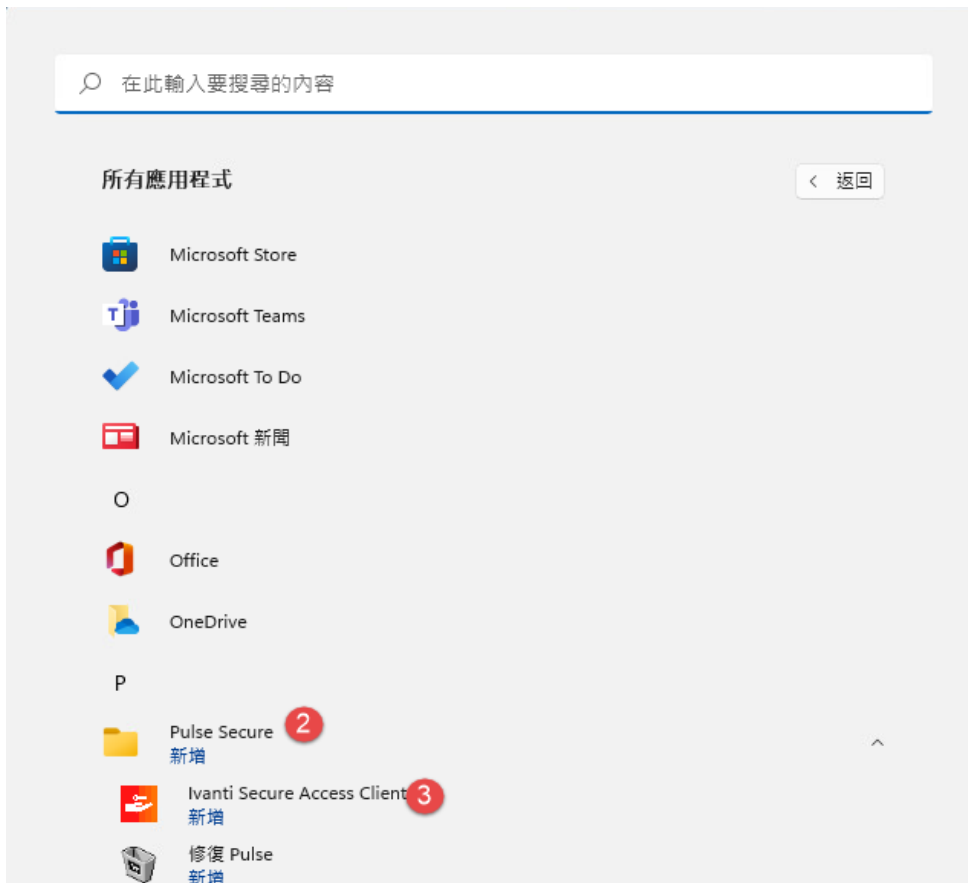 在此輸入要搜尋的內容
所有應用程式
< 返回
Microsoft Store
Microsoft Teams
Microsoft To Do
Microsoft 新聞
O
Office
OneDrive
P
Pulse Secure 2
新增
Ivanti Secure Access Client 3
新增
修復 Pulse
新增